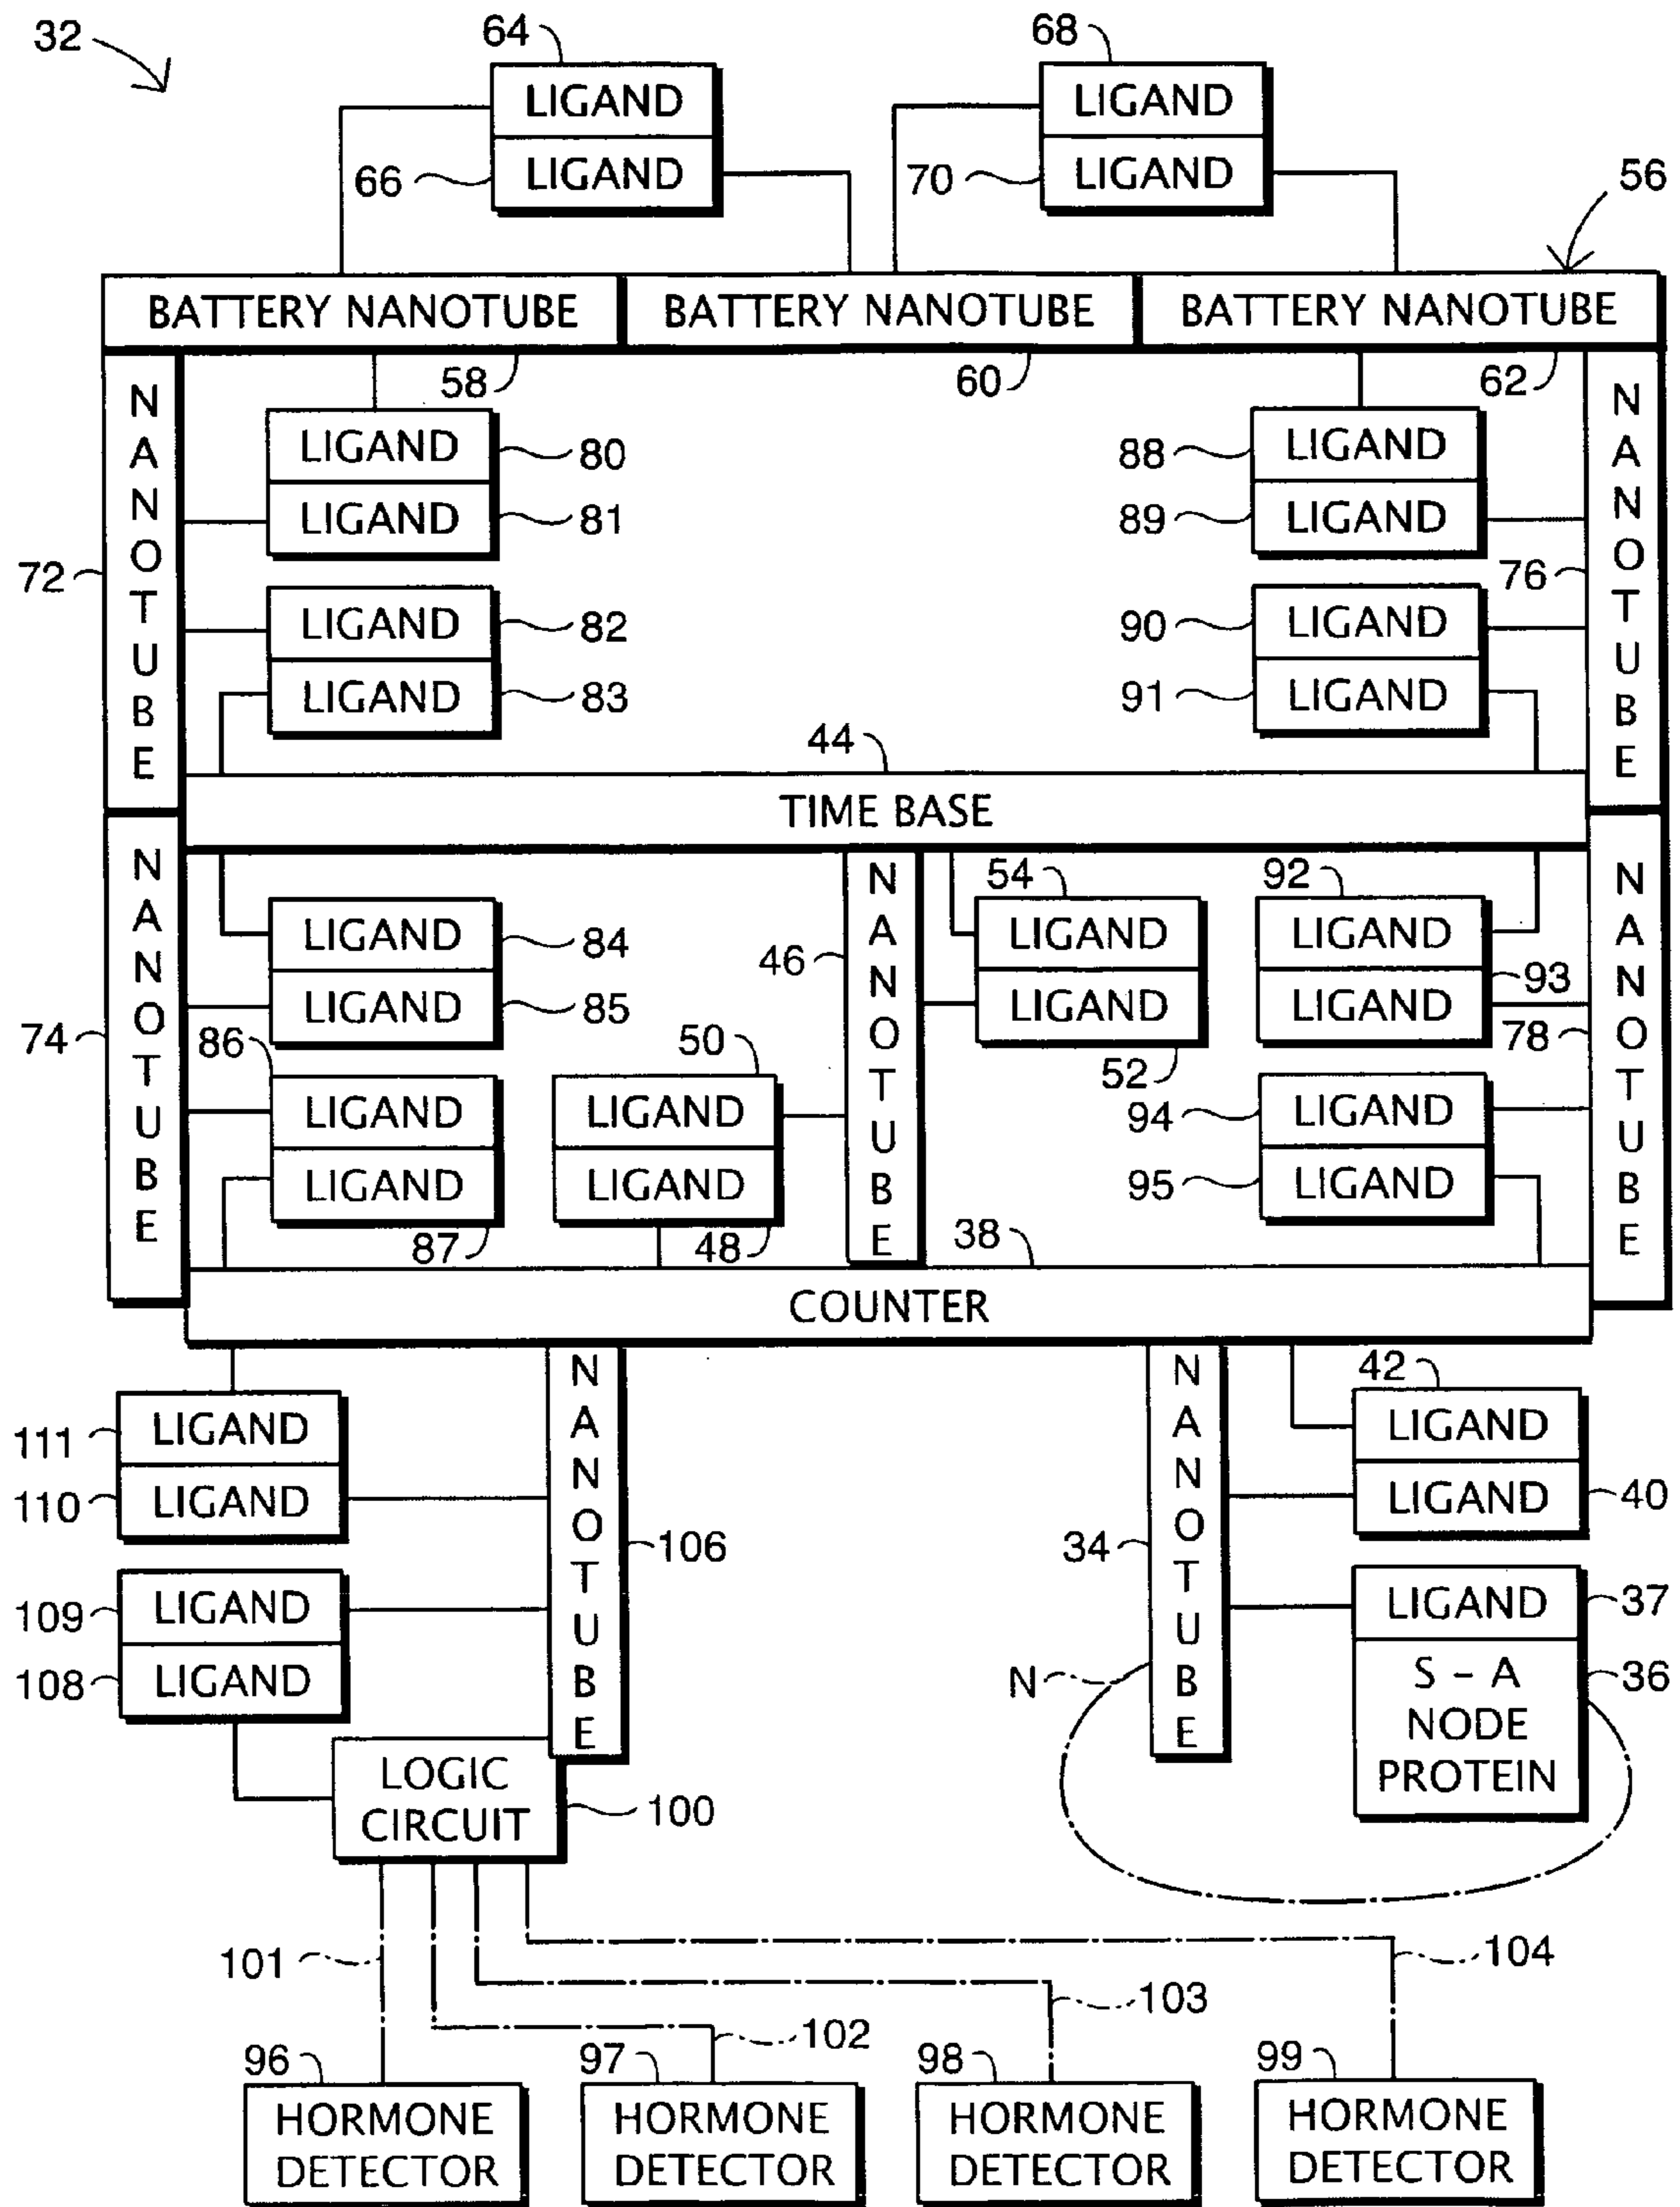 32
64
68
LIGAND
LIGAND
LIGAND
LIGAND
66
70
56
BATTERY NANOTUBE
BATTERY NANOTUBE
BATTERY NANOTUBE
58
60
62
NANOTUBE
NANOTUBE
LIGAND
80
88
LIGAND
LIGAND
81
89
LIGAND
72
76
LIGAND
82
90
LIGAND
LIGAND
83
91
LIGAND
44
TIME BASE
NANOTUBE
NANOTUBE
NANOTUBE
54
92
LIGAND
84
LIGAND
LIGAND
46
LIGAND
85
LIGAND
LIGAND
93
74
78
86
50
52
LIGAND
LIGAND
94
LIGAND
LIGAND
LIGAND
95
LIGAND
87
48
38
COUNTER
NANOTUBE
NANOTUBE
42
111
LIGAND
LIGAND
110
LIGAND
LIGAND
40
106
34
109
LIGAND
LIGAND
37
108
LIGAND
N
S – A
NODE
PROTEIN
36
LOGIC
CIRCUIT
100
101
104
103
102
96
97
98
99
HORMONE
DETECTOR
HORMONE
DETECTOR
HORMONE
DETECTOR
HORMONE
DETECTOR